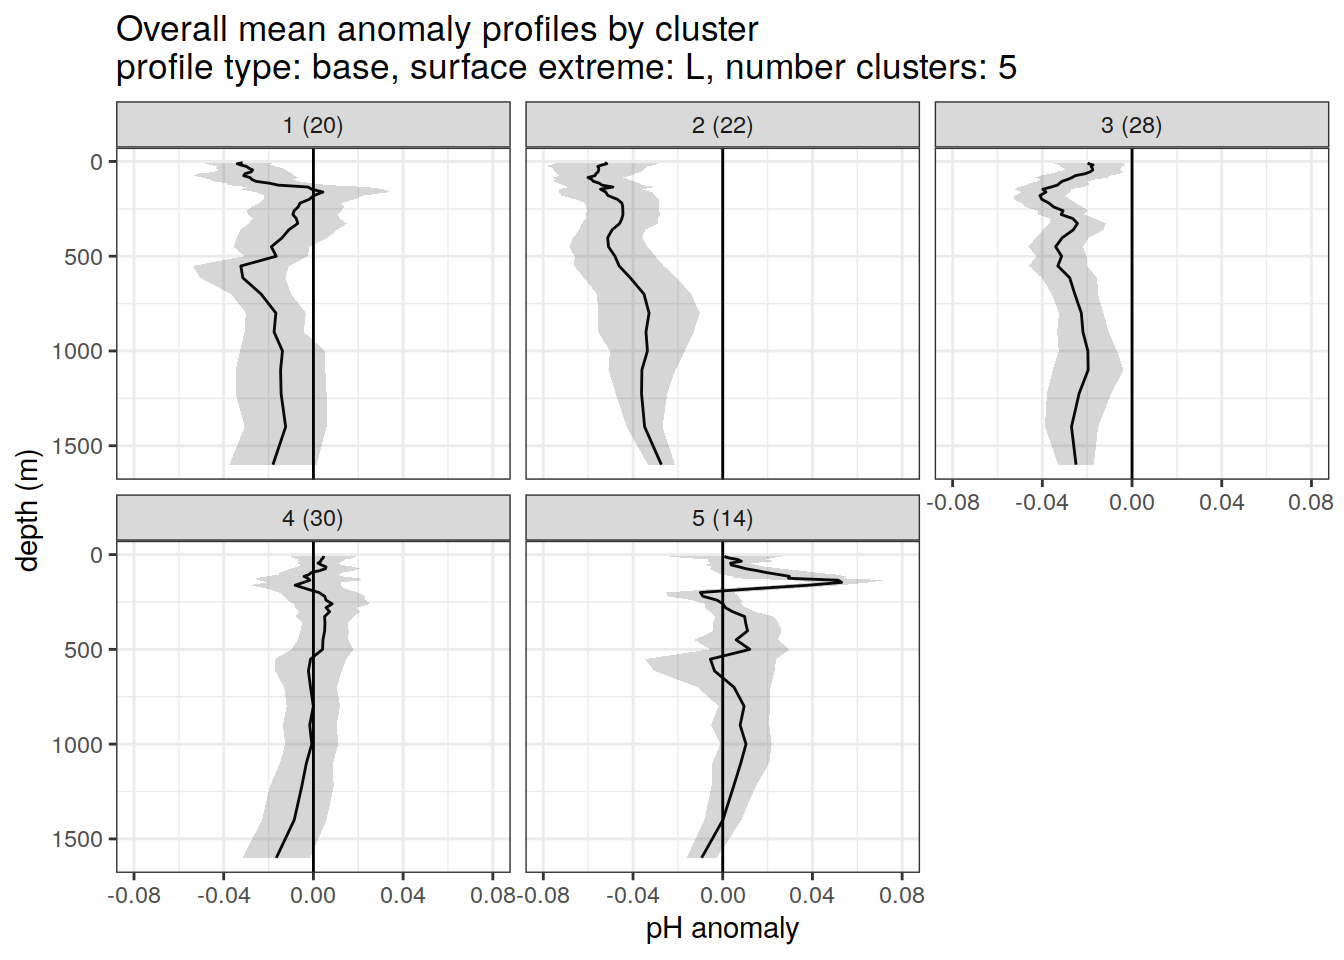 Overall mean anomaly profiles by cluster
profile type: base, surface extreme: L, number clusters: 5
1 (20)
2 (22)
3 (28)
0
500
1000
1500
-0.08 -0.04 0.00 0.04 0.08
4 (30)
5 (14)
0
500
1000
1500
-0.08 -0.04 0.00 0.04 0.08
-0.08 -0.04 0.00 0.04 0.08
depth (m)
pH anomaly